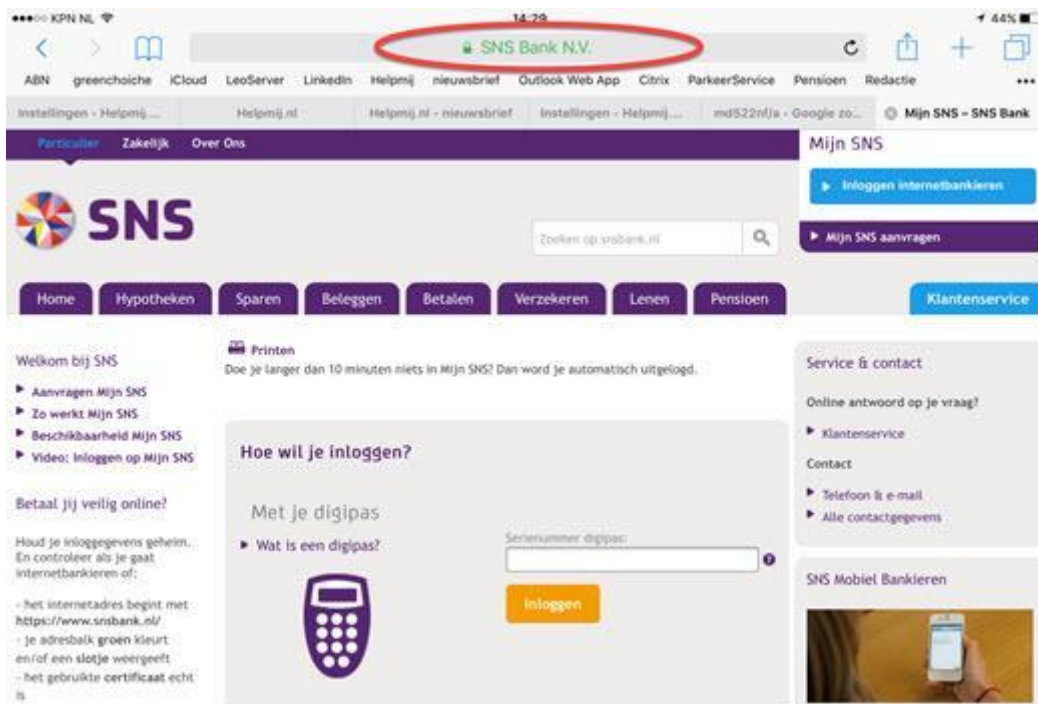 KPN NL 14:29 44%
SNS Bank N.V.
ABN greenchoiche iCloud LeoServer LinkedIn Helpmij nieuwsbrief Outlook Web App Citrix ParkeerService Pensioen Redactie
Instellingen - Helpmij.... Helpmij.nl Helpmij.nl - nieuwsbrief Instellingen - Helpmij.... md522nf/a - Google zo... Mijn SNS – SNS Bank
Particulier Zakelijk Over Ons
Mijn SNS
Inloggen internetbankieren
SNS
Zoeken op snsbank.nl
Mijn SNS aanvragen
Home Hypotheken Sparen Beleggen Betalen Verzekeren Lenen Pensioen Klantenservice
Welkom bij SNS
Aanvragen Mijn SNS
Zo werkt Mijn SNS
Beschikbaarheid Mijn SNS
Video: Inloggen op Mijn SNS
Betaal jij veilig online?
Houd je inloggegevens geheim.
En controleer als je gaat
internetbankieren of:
- het internetadres begint met
https://www.snsbank.nl/
- je adresbalk groen kleurt
en/of een slotje weergeeft
- het gebruikte certificaat echt
is
Printen
Doe je langer dan 10 minuten niets in Mijn SNS? Dan word je automatisch uitgelogd.
Hoe wil je inloggen?
Met je digipas
Wat is een digipas?
Serienummer digipas:
?
Inloggen
Service & contact
Online antwoord op je vraag?
Klantenservice
Contact
Telefoon & e-mail
Alle contactgegevens
SNS Mobiel Bankieren